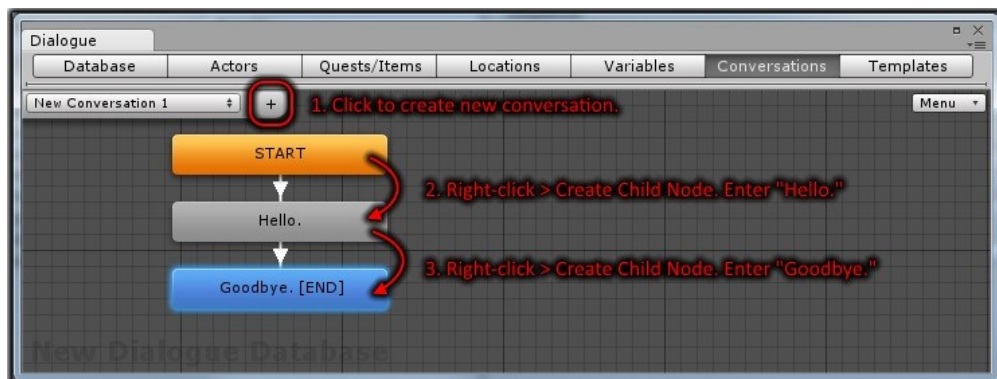 Dialogue
Database Actors Quests/Items Locations Variables Conversations Templates
New Conversation 1 + 1. Click to create new conversation. Menu
START
2. Right-click > Create Child Node. Enter "Hello."
Hello.
3. Right-click > Create Child Node. Enter "Goodbye."
Goodbye. [END]
New Dialogue Database